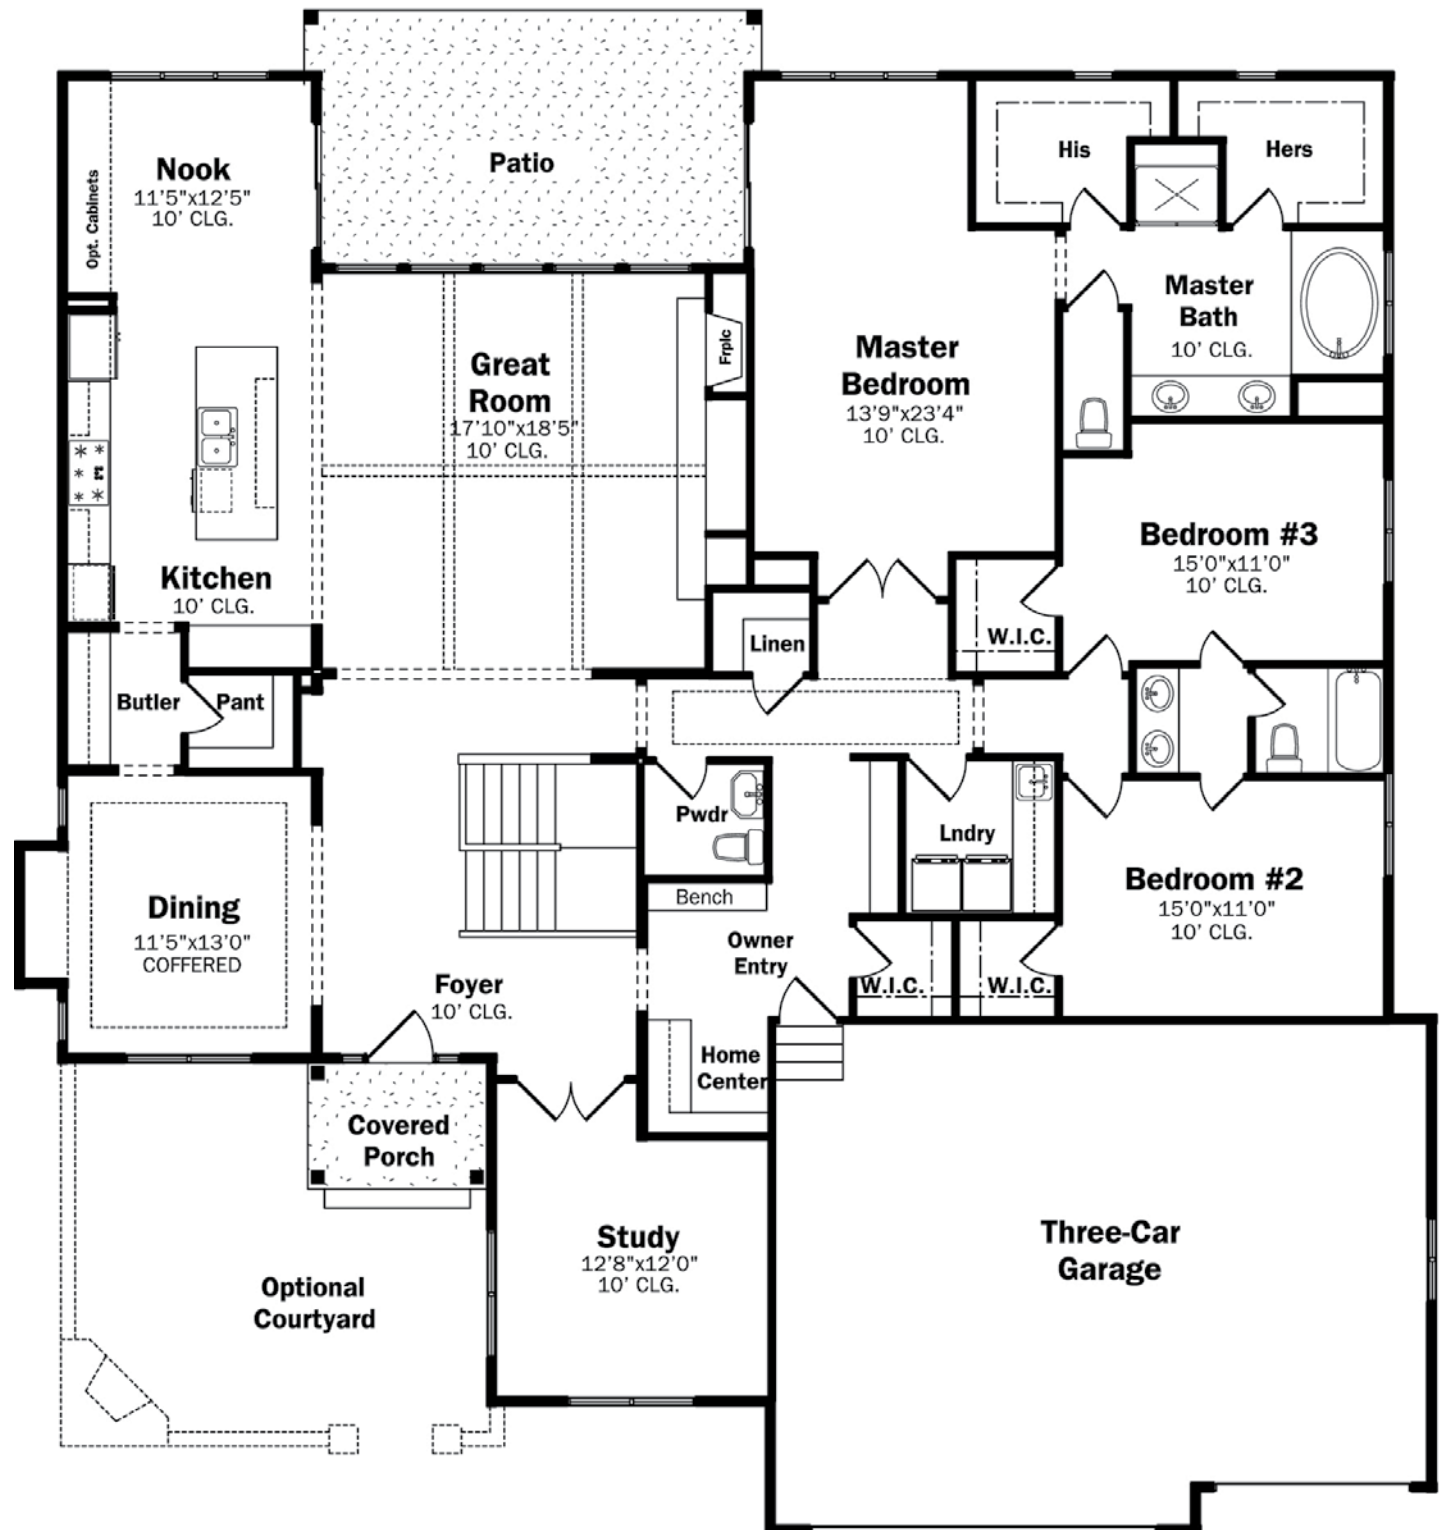 Patio
Nook
11'5"x12'5"
10' CLG.
Opt. Cabinets
His
Hers
Master
Bath
10' CLG.
Great
Room
17'10"x18'5"
10' CLG.
Frplc
Master
Bedroom
13'9"x23'4"
10' CLG.
Kitchen
10' CLG.
Bedroom #3
15'0"x11'0"
10' CLG.
W.I.C.
Linen
Butler
Pant
Pwdr
Lndry
Bench
Bedroom #2
15'0"x11'0"
10' CLG.
Dining
11'5"x13'0"
COFFERED
Owner
Entry
W.I.C.
W.I.C.
Foyer
10' CLG.
Home
Center
Covered
Porch
Study
12'8"x12'0"
10' CLG.
Three-Car
Garage
Optional
Courtyard